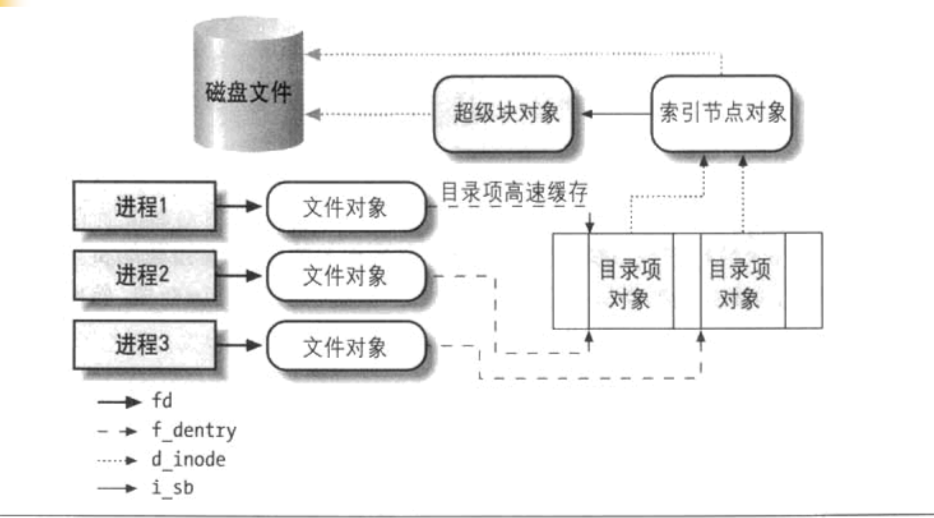 磁盘文件
超级块对象
索引节点对象
进程1
文件对象
目录项高速缓存
进程2
文件对象
目录项
对象
目录项
对象
进程3
文件对象
fd
f_dentry
d_inode
i_sb